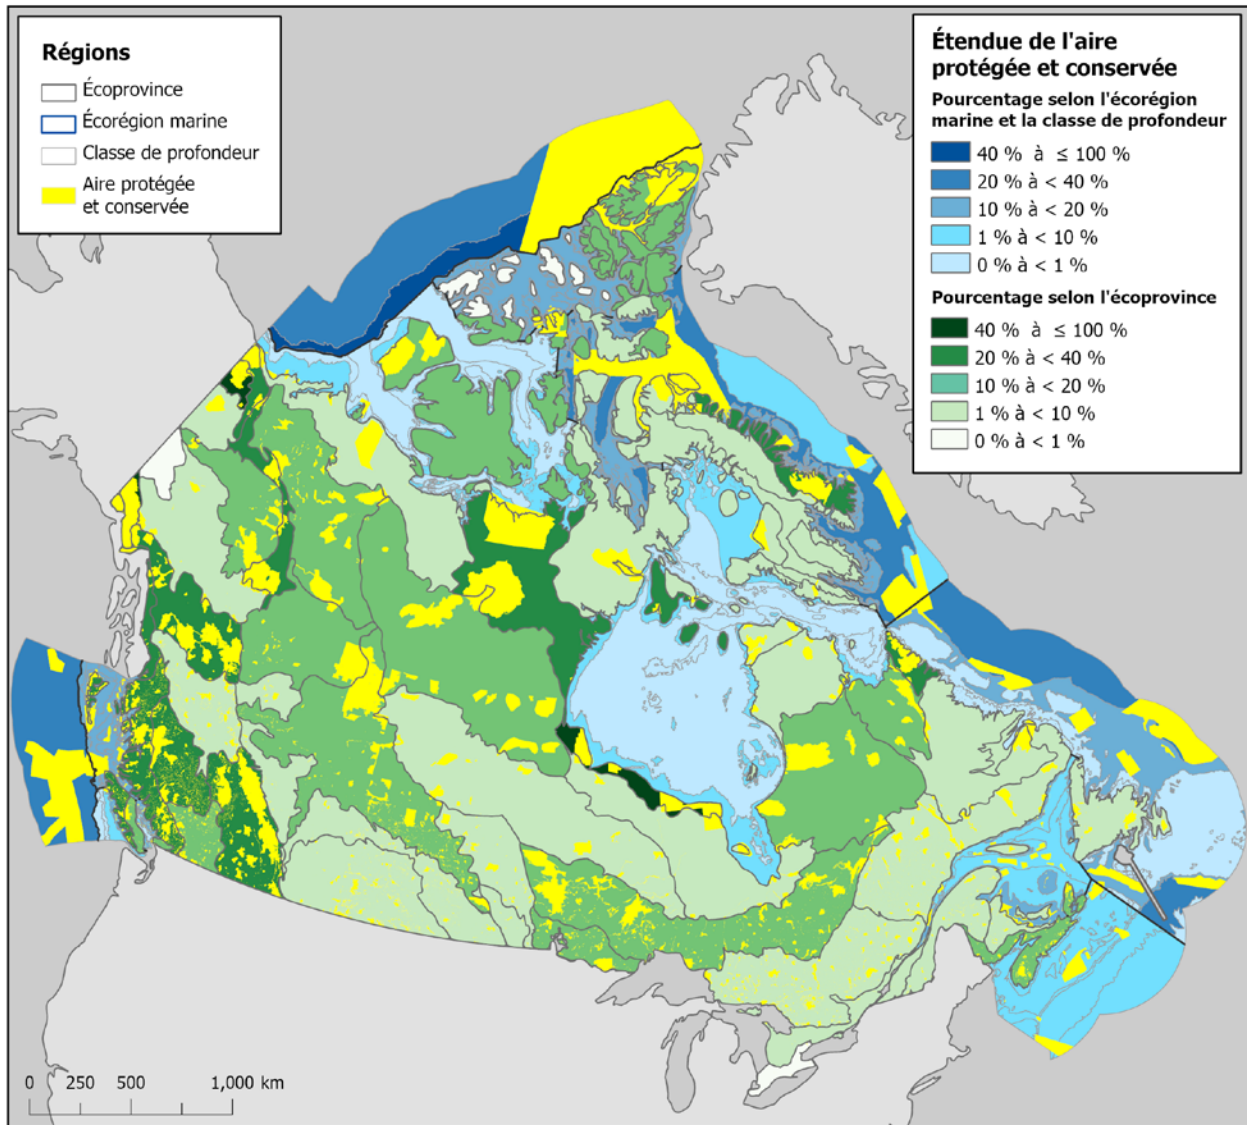 Régions
Écoprovince
Écorégion marine
Classe de profondeur
Aire protégée
et conservée
Étendue de l'aire
protégée et conservée
Pourcentage selon l'écorégion
marine et la classe de profondeur
40 % à ≤ 100 %
20 % à < 40 %
10 % à < 20 %
1 % à < 10 %
0 % à < 1 %
Pourcentage selon l'écoprovince
40 % à ≤ 100 %
20 % à < 40 %
10 % à < 20 %
1 % à < 10 %
0 % à < 1 %
0 250 500 1,000 km